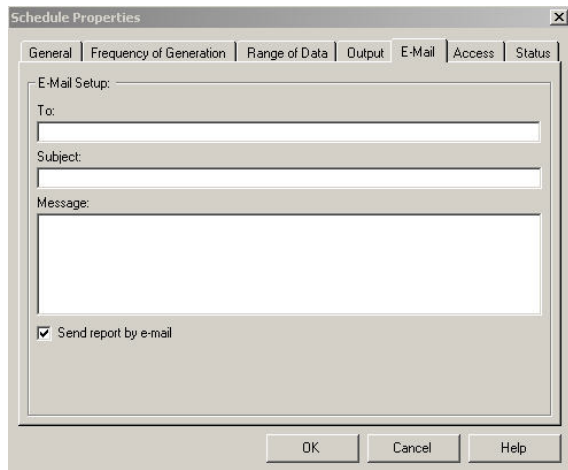 Schedule Properties
General Frequency of Generation Range of Data Output E-Mail Access Status
E-Mail Setup:
To:
Subject:
Message:
Send report by e-mail
OK Cancel Help